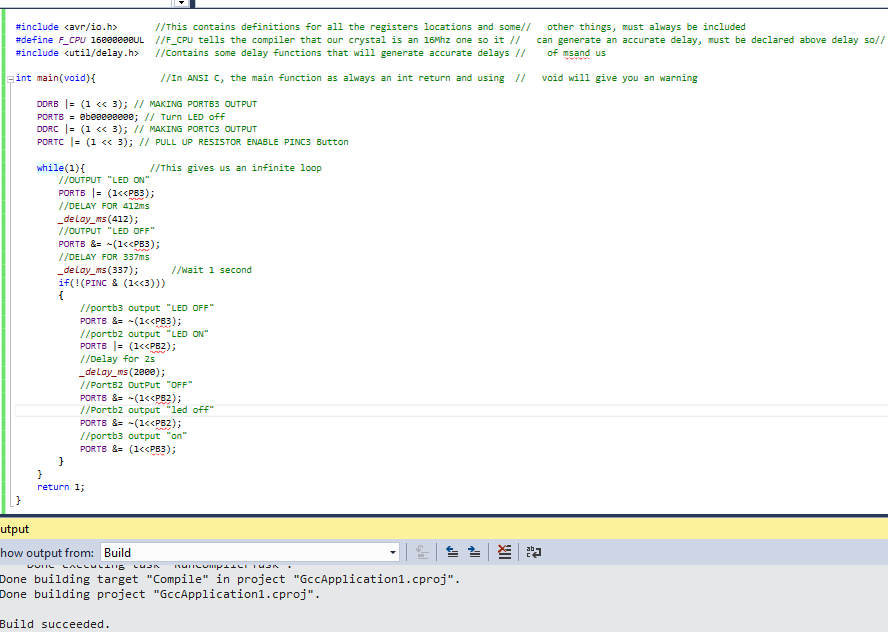 #include <avr/io.h> //This contains definitions for all the registers locations and some// other things, must always be included
#define F_CPU 16000000UL //F_CPU tells the compiler that our crystal is an 16Mhz one so it // can generate an accurate delay, must be declared above delay so//
#include <util/delay.h> //Contains some delay functions that will generate accurate delays // of msand us
int main(void){ //In ANSI C, the main function as always an int return and using // void will give you an warning
DDRB |= (1 << 3); // MAKING PORTB3 OUTPUT
PORTB = 0b00000000; // Turn LED off
DDRC |= (1 << 3); // MAKING PORTC3 OUTPUT
PORTC |= (1 << 3); // PULL UP RESISTOR ENABLE PINC3 Button
while(1){ //This gives us an infinite loop
//OUTPUT "LED ON"
PORTB |= (1<<PB3);
//DELAY FOR 412ms
_delay_ms(412);
//OUTPUT "LED OFF"
PORTB &= ~(1<<PB3);
//DELAY FOR 337ms
_delay_ms(337); //Wait 1 second
if(!(PINC & (1<<3)))
{
//portb3 output "LED OFF"
PORTB &= ~(1<<PB3);
//portb2 output "LED ON"
PORTB |= (1<<PB2);
//Delay for 2s
_delay_ms(2000);
//PortB2 OutPut "OFF"
PORTB &= ~(1<<PB2);
//Portb2 output "led off"
PORTB &= ~(1<<PB2);
//portb3 output "on"
PORTB &= (1<<PB3);
}
}
return 1;
}
utput
how output from: Build
Done executing task "RunCompilerTask".
Done building target "Compile" in project "GccApplication1.cproj".
Done building project "GccApplication1.cproj".
Build succeeded.